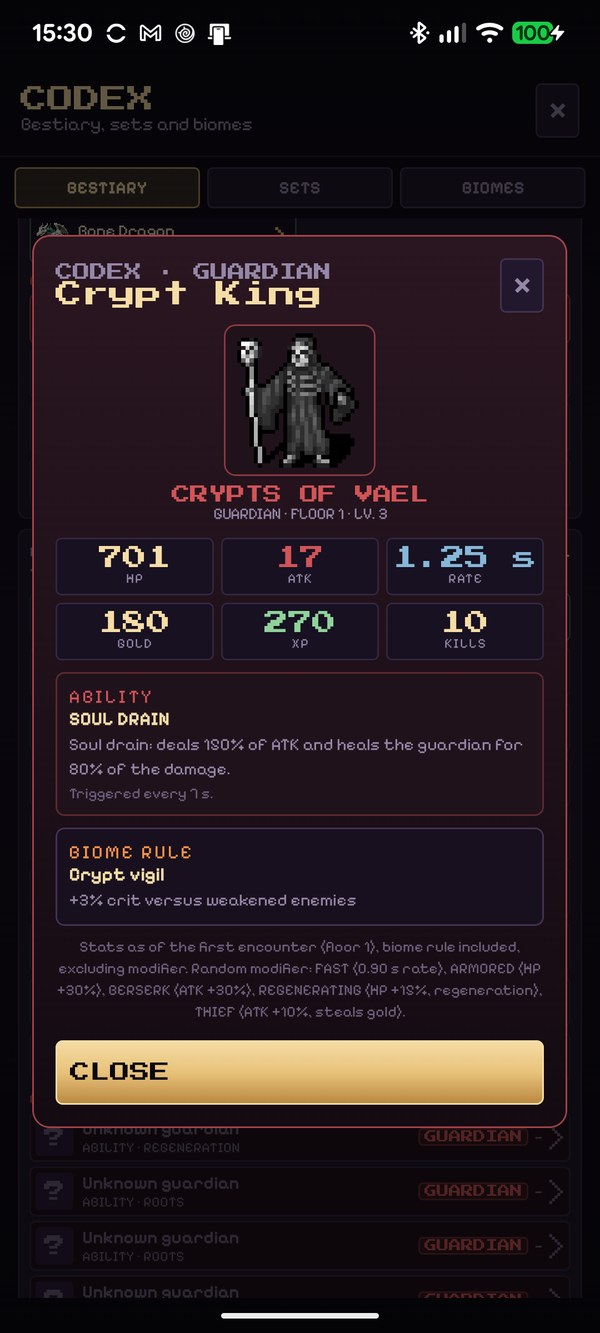 15:30
100
CODEX
Bestiary, sets and biomes
×
BESTIARY
SETS
BIOMES
Bone Dragon
CODEX · GUARDIAN
Crypt King
×
CRYPTS OF VAEL
GUARDIAN · FLOOR 1 · LV. 3
701
HP
17
ATK
1.25 s
RATE
180
GOLD
270
XP
10
KILLS
ABILITY
SOUL DRAIN
Soul drain: deals 180% of ATK and heals the guardian for
80% of the damage.
Triggered every 7 s.
BIOME RULE
Crypt vigil
+3% crit versus weakened enemies
Stats as of the first encounter (floor 1), biome rule included,
excluding modifier. Random modifier: FAST (0.90 s rate), ARMORED (HP
+30%), BERSERK (ATK +30%), REGENERATING (HP +18%, regeneration),
THIEF (ATK +10%, steals gold).
CLOSE
? Unknown guardian GUARDIAN -
ABILITY · REGENERATION
? Unknown guardian GUARDIAN -
ABILITY · ROOTS
? Unknown guardian GUARDIAN -
ABILITY · ROOTS
Unknown guardian GUARDIAN